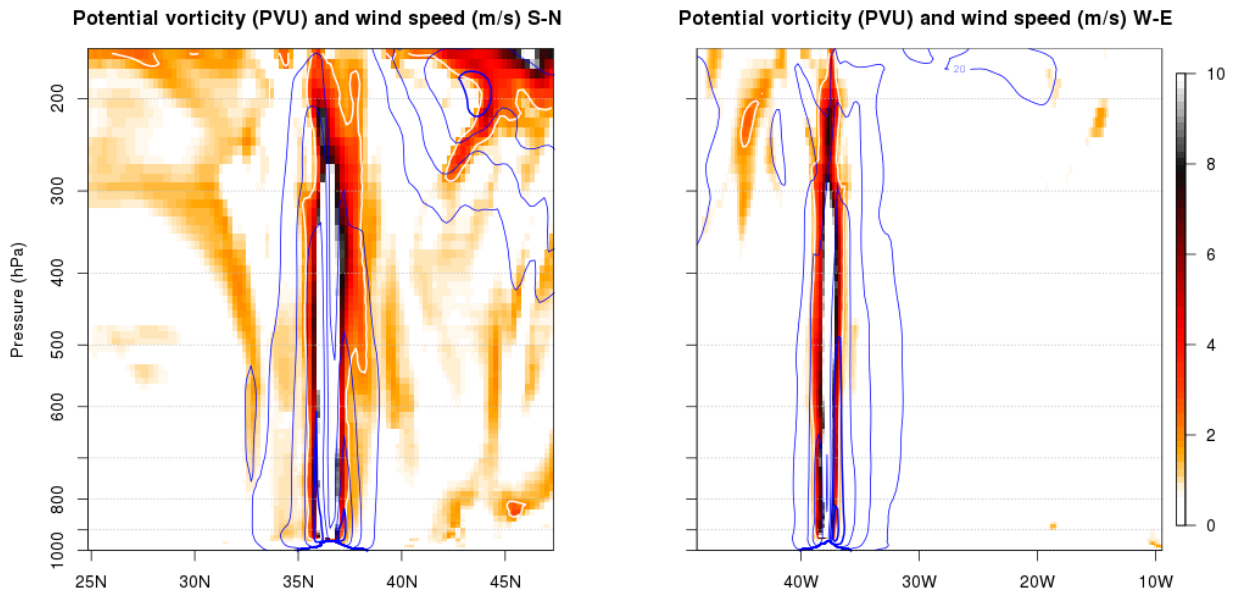 Potential vorticity (PVU) and wind speed (m/s) S-N
Potential vorticity (PVU) and wind speed (m/s) W-E
Pressure (hPa)
200
300
400
500
600
800
1000
25N 30N 35N 40N 45N
20
40W 30W 20W 10W
10
8
6
4
2
0